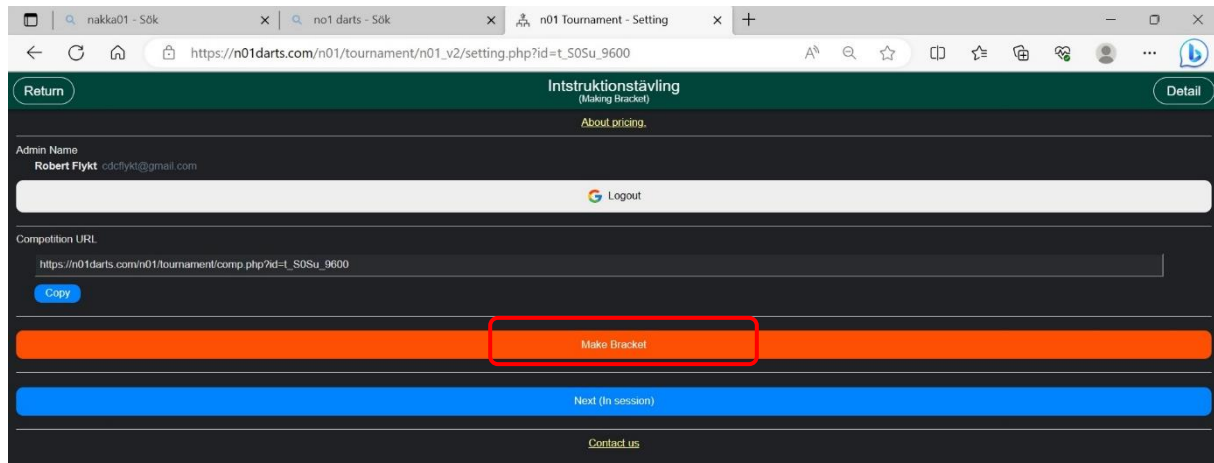 nakka01 - Sök
no1 darts - Sök
n01 Tournament - Setting
https://n01darts.com/n01/tournament/n01_v2/setting.php?id=t_S0Su_9600
Return
Intstruktionstävling
(Making Bracket)
Detail
About pricing.
Admin Name
Robert Flykt cdcflykt@gmail.com
Logout
Competition URL
https://n01darts.com/n01/tournament/comp.php?id=t_S0Su_9600
Copy
Make Bracket
Next (In session)
Contact us